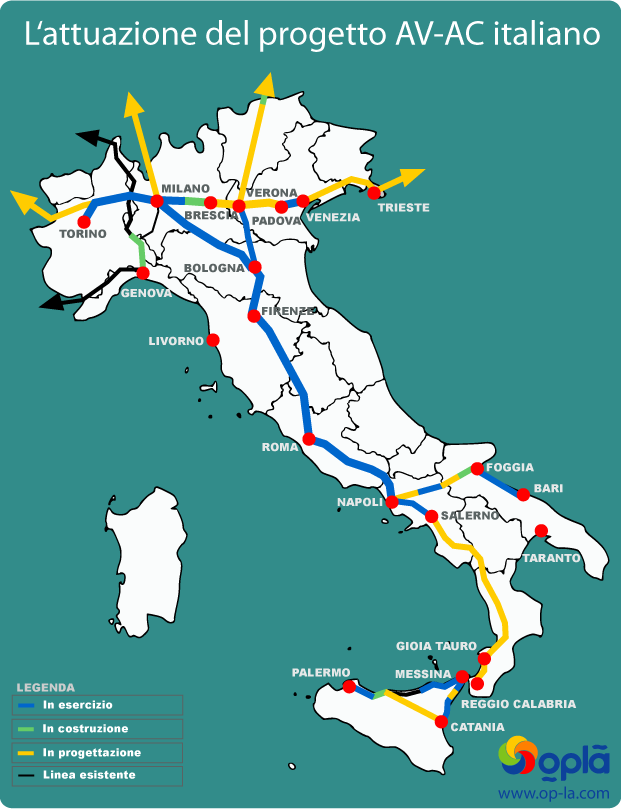 L'attuazione del progetto AV-AC italiano
MILANO
VERONA
BRESCIA
PADOVA
VENEZIA
TRIESTE
TORINO
BOLOGNA
GENOVA
FIRENZE
LIVORNO
ROMA
FOGGIA
BARI
NAPOLI
SALERNO
TARANTO
GIOIA TAURO
PALERMO
MESSINA
REGGIO CALABRIA
CATANIA
LEGENDA
In esercizio
In costruzione
In progettazione
Linea esistente
oplà
www.op-la.com